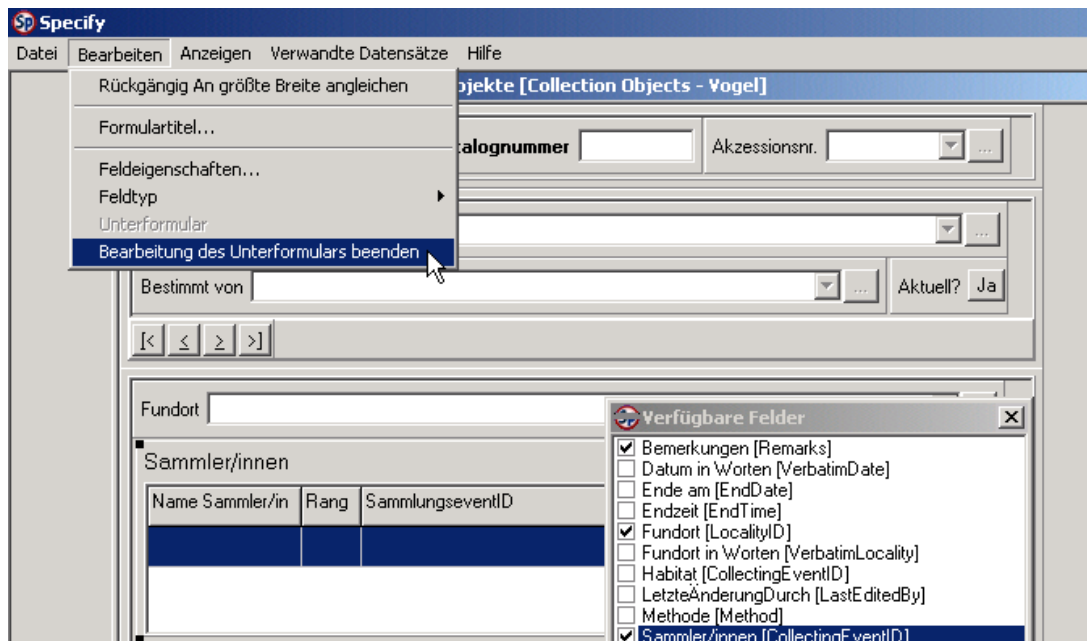 Specify
Datei Bearbeiten Anzeigen Verwandte Datensätze Hilfe
jekte [Collection Objects - Vogel]
Rückgängig An größte Breite angleichen
Formulartitel...
alognummer Akzessionsnr. ...
Feldeigenschaften...
Feldtyp
Unterformular ...
Bearbeitung des Unterformulars beenden
Bestimmt von ... Aktuell? Ja
[< < > >]
Fundort
Verfügbare Felder
Sammler/innen
Name Sammler/in Rang SammlungseventID
Bemerkungen [Remarks]
Datum in Worten [VerbatimDate]
Ende am [EndDate]
Endzeit [EndTime]
Fundort [LocalityID]
Fundort in Worten [VerbatimLocality]
Habitat [CollectingEventID]
LetzteÄnderungDurch [LastEditedBy]
Methode [Method]
Sammler/innen [CollectingEventID]